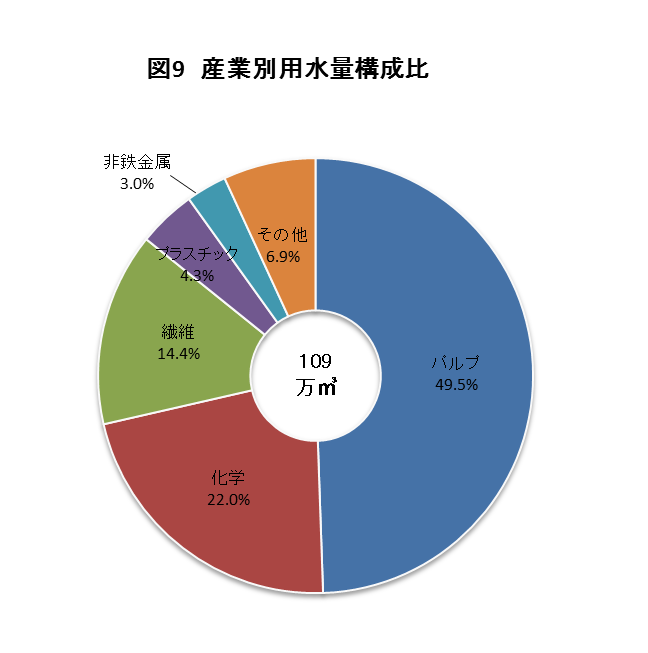 図9 産業別用水量構成比
非鉄金属
3.0%
その他
6.9%
プラスチック
4.3%
繊維
14.4%
109
万㎥
パルプ
49.5%
化学
22.0%